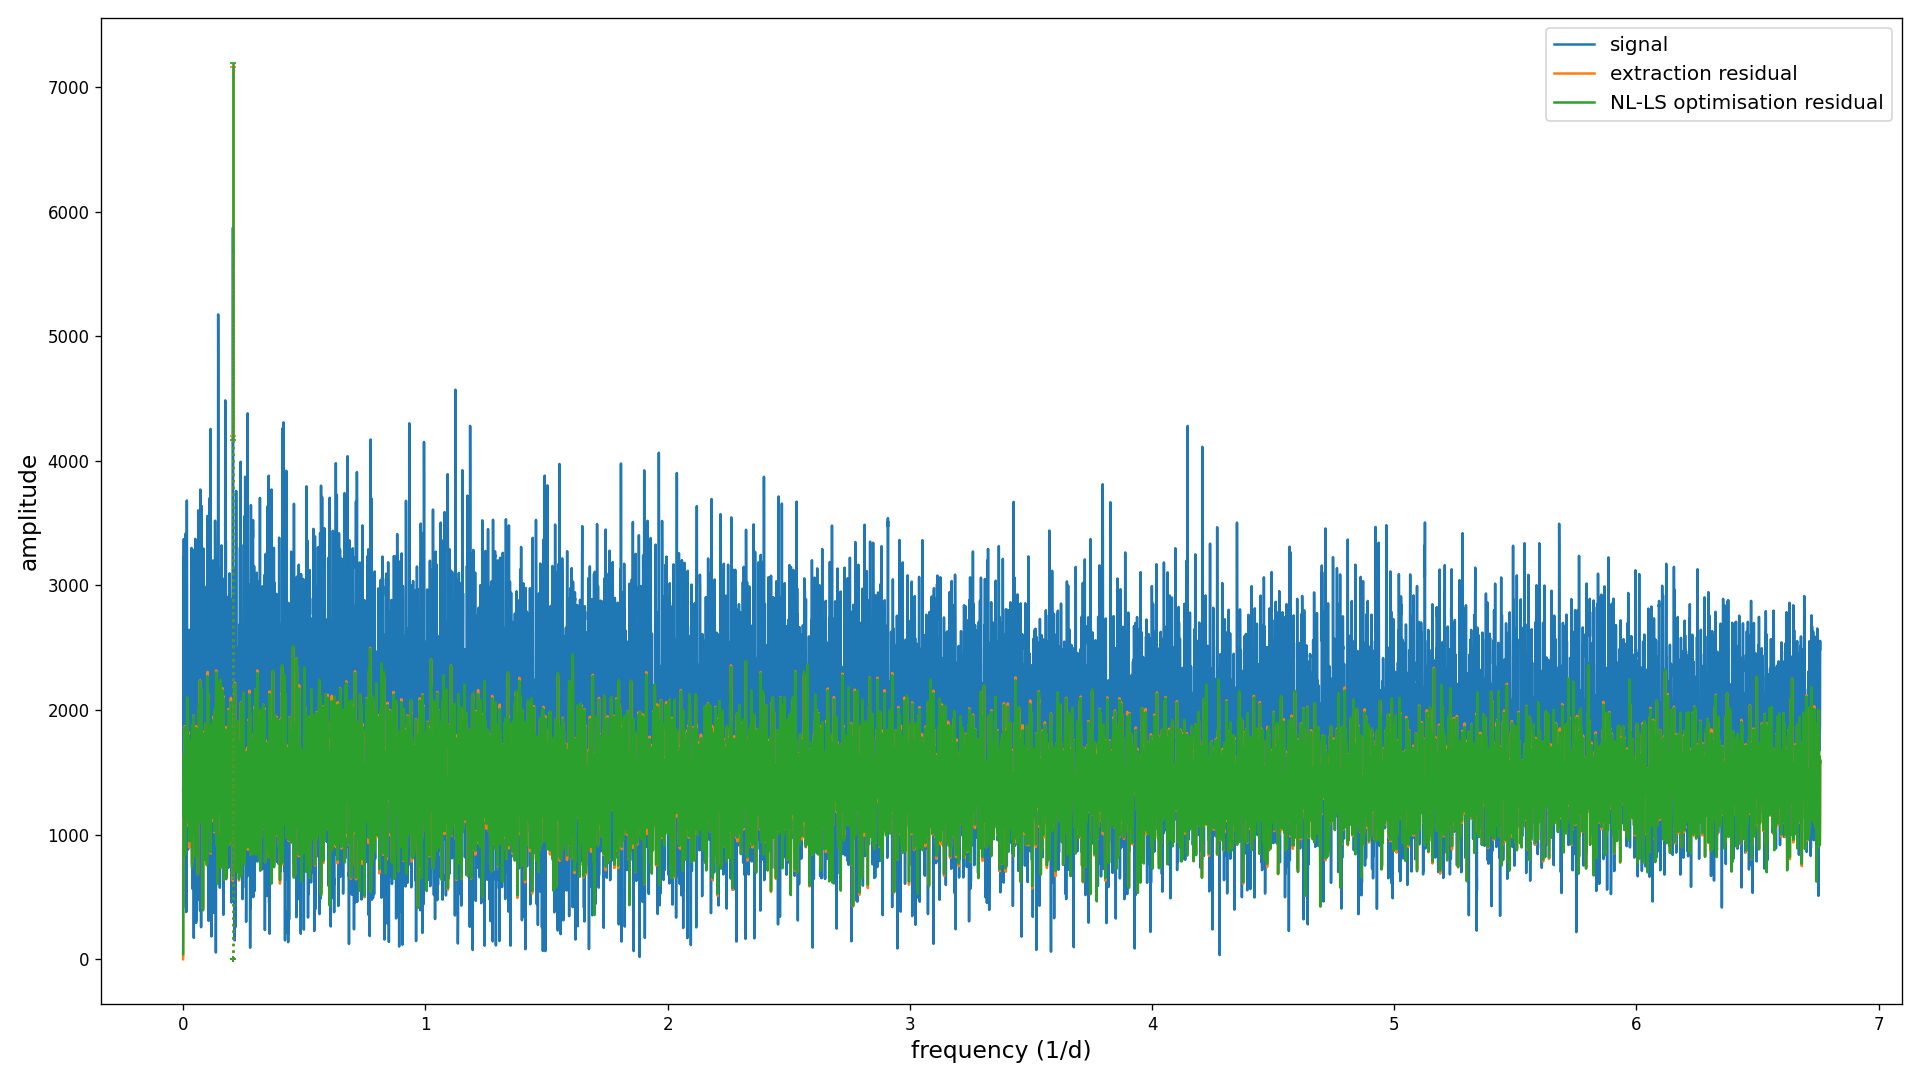 signal
extraction residual
NL-LS optimisation residual
7000
6000
5000
4000
3000
2000
1000
0
amplitude
0 1 2 3 4 5 6 7
frequency (1/d)